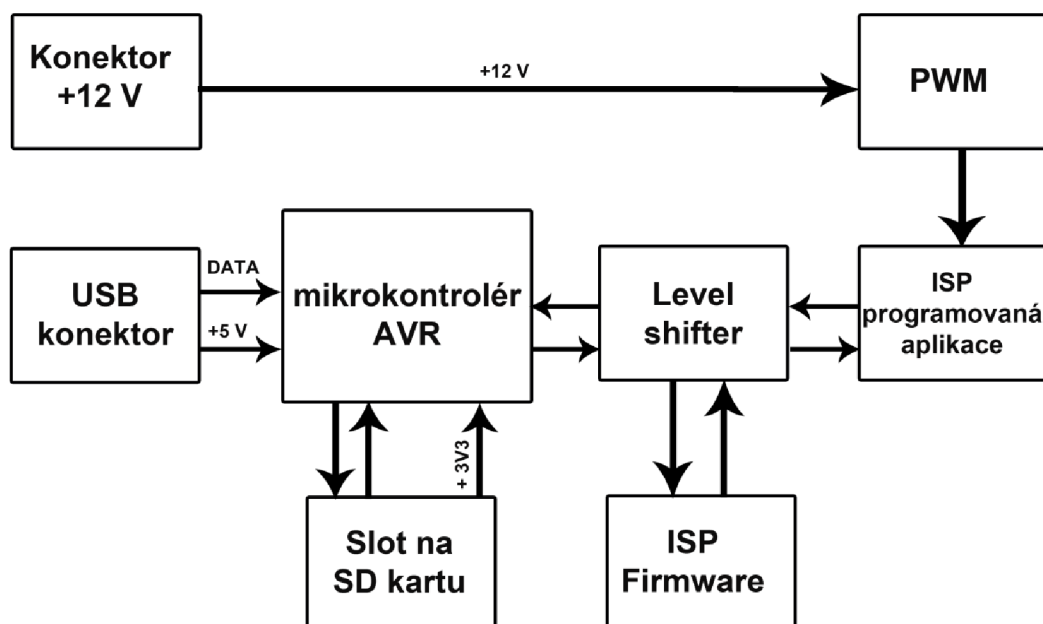 Konektor
+12 V
+12 V
PWM
USB
konektor
DATA
+5 V
mikrokontrolér
AVR
Level
shifter
ISP
programovaná
aplikace
+ 3V3
Slot na
SD kartu
ISP
Firmware